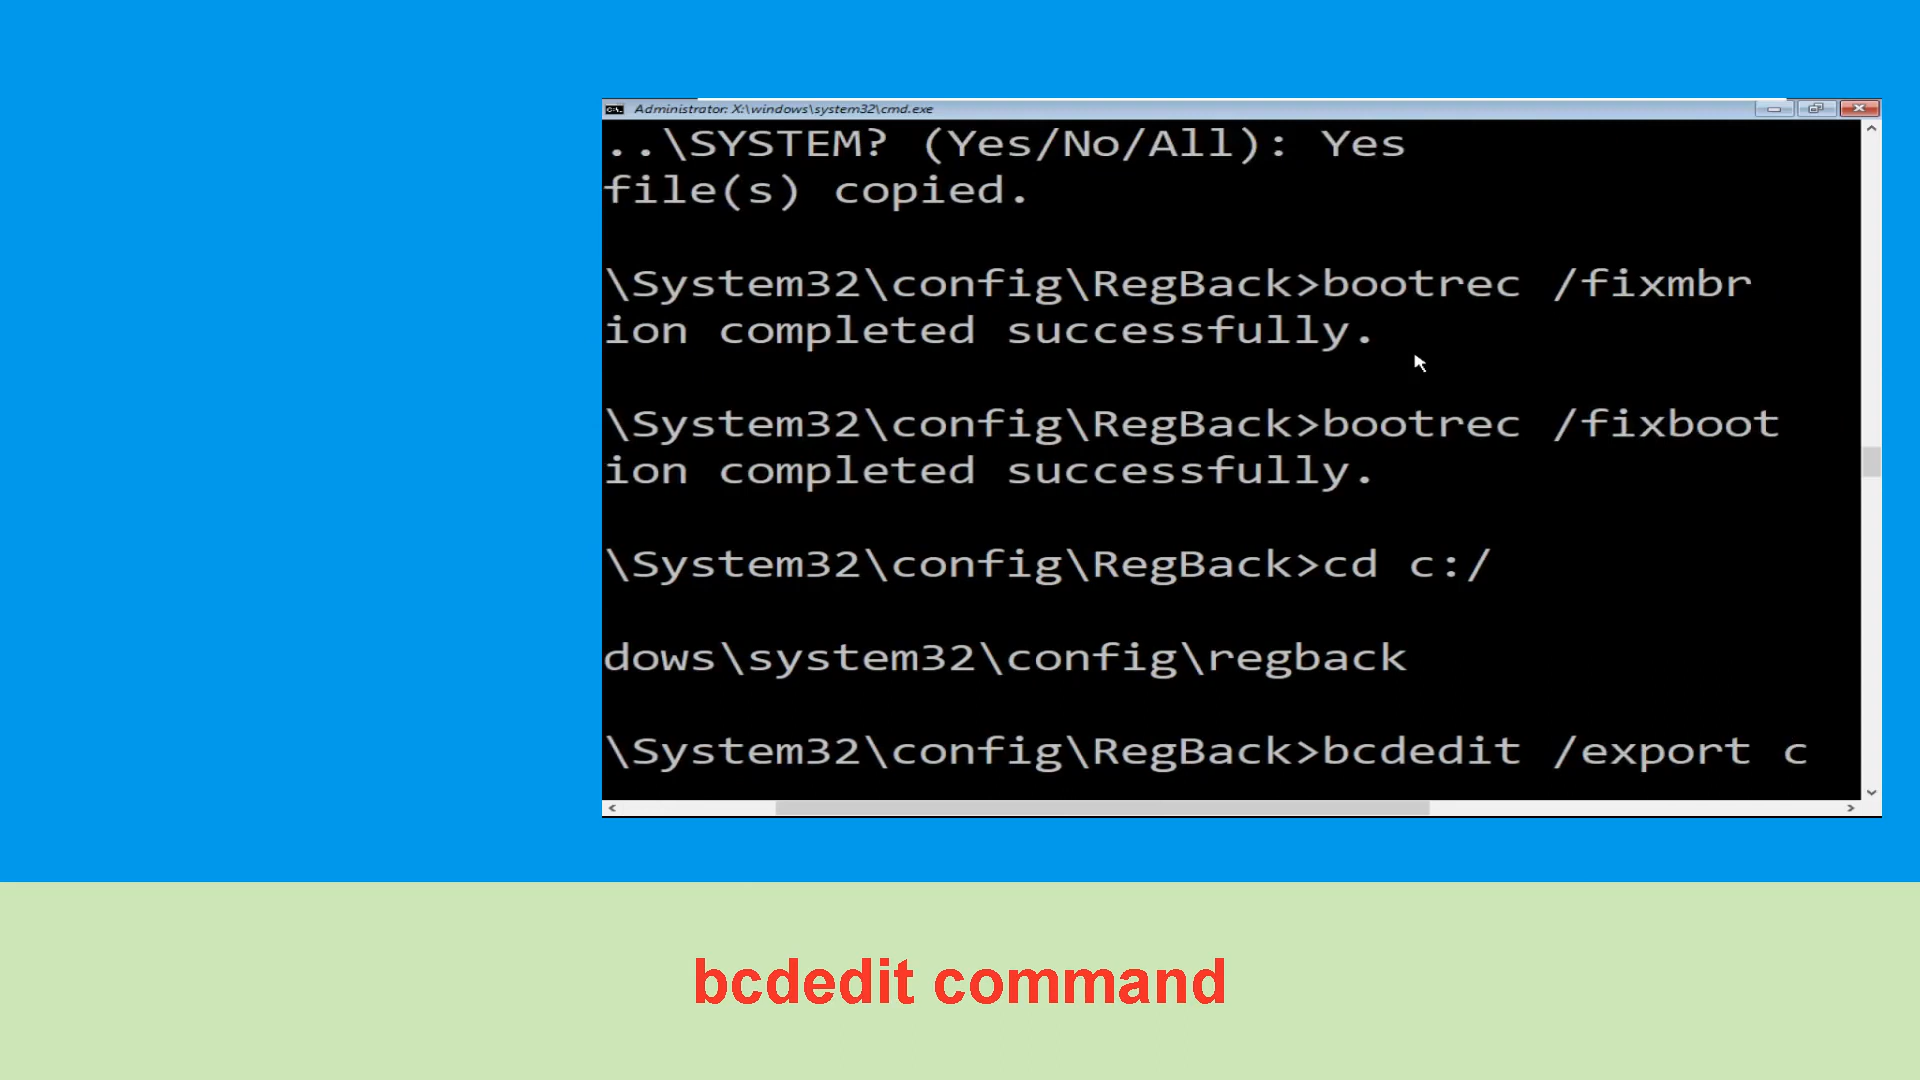 Administrator: X:\windows\system32\cmd.exe
..\SYSTEM? (Yes/No/All): Yes
file(s) copied.
\System32\config\RegBack>bootrec /fixmbr
ion completed successfully.
\System32\config\RegBack>bootrec /fixboot
ion completed successfully.
\System32\config\RegBack>cd c:/
dows\system32\config\regback
\System32\config\RegBack>bcdedit /export c
bcdedit command